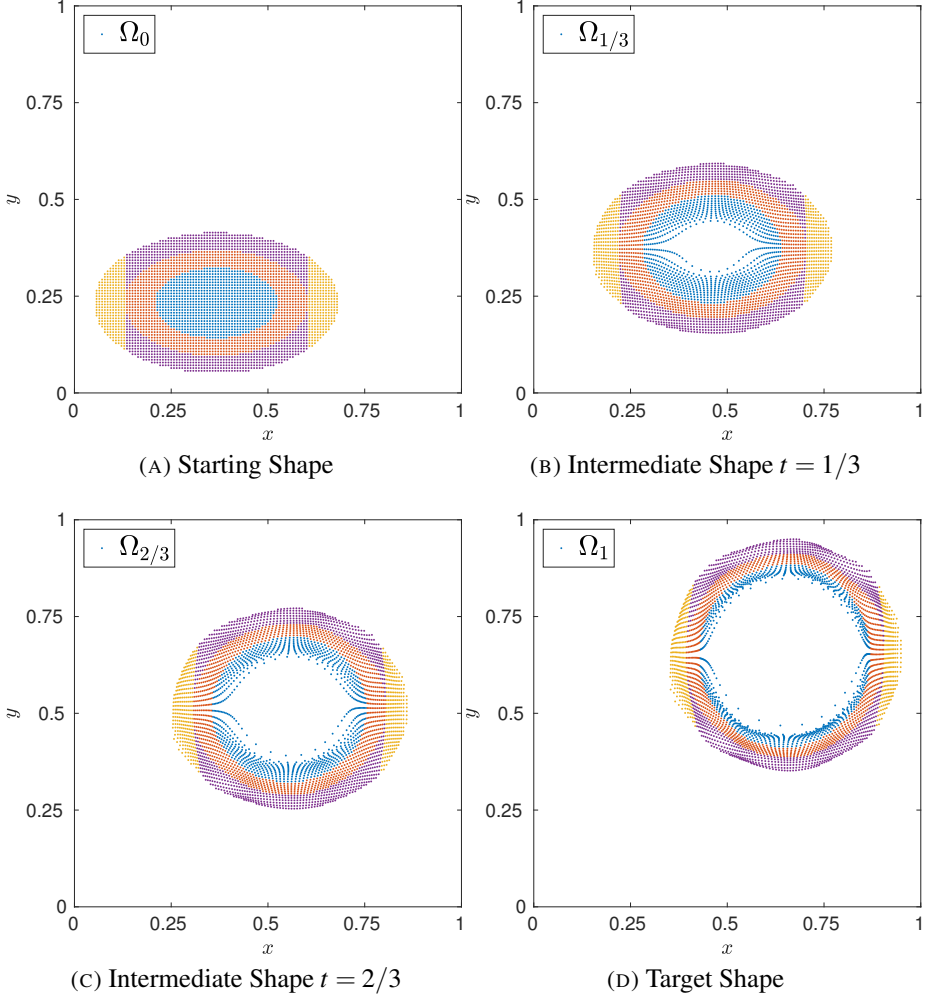 Ω₀
1
0.75
0.5
0.25
0
y
0 0.25 0.5 0.75 1
x
(A) Starting Shape
Ω₁/₃
1
0.75
0.5
0.25
0
y
0 0.25 0.5 0.75 1
x
(B) Intermediate Shape t = 1/3
Ω₂/₃
1
0.75
0.5
0.25
0
y
0 0.25 0.5 0.75 1
x
(C) Intermediate Shape t = 2/3
Ω₁
1
0.75
0.5
0.25
0
y
0 0.25 0.5 0.75 1
x
(D) Target Shape